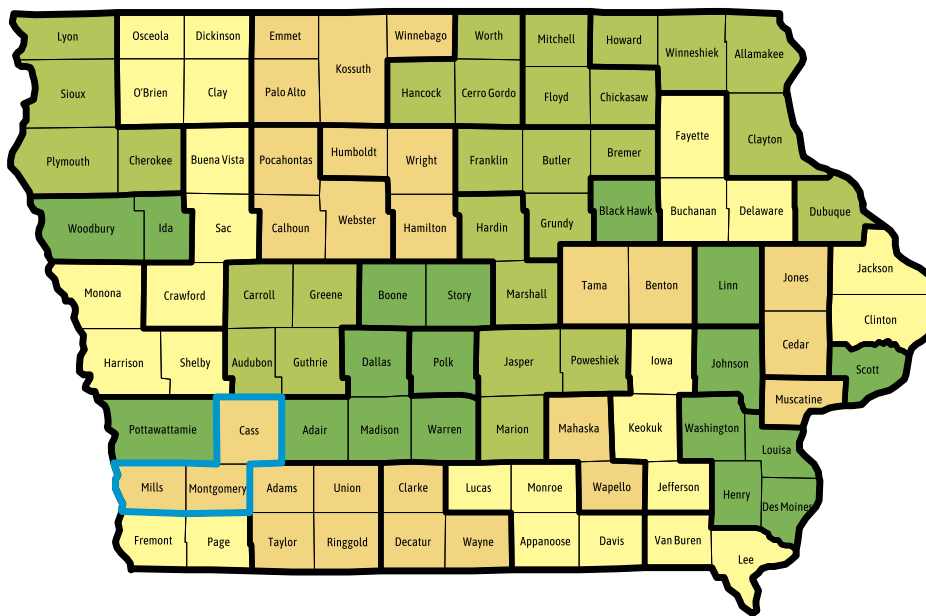 Lyon
Osceola
Dickinson
Emmet
Kossuth
Winnebago
Worth
Mitchell
Howard
Winneshiek
Allamakee
Sioux
O'Brien
Clay
Palo Alto
Hancock
Cerro Gordo
Floyd
Chickasaw
Fayette
Clayton
Plymouth
Cherokee
Buena Vista
Pocahontas
Humboldt
Wright
Franklin
Butler
Bremer
Woodbury
Ida
Sac
Calhoun
Webster
Hamilton
Hardin
Grundy
Black Hawk
Buchanan
Delaware
Dubuque
Monona
Crawford
Carroll
Greene
Boone
Story
Marshall
Tama
Benton
Linn
Jones
Jackson
Clinton
Harrison
Shelby
Audubon
Guthrie
Dallas
Polk
Jasper
Poweshiek
Iowa
Johnson
Cedar
Scott
Pottawattamie
Cass
Adair
Madison
Warren
Marion
Mahaska
Keokuk
Washington
Muscatine
Louisa
Mills
Montgomery
Adams
Union
Clarke
Lucas
Monroe
Wapello
Jefferson
Henry
Des Moines
Fremont
Page
Taylor
Ringgold
Decatur
Wayne
Appanoose
Davis
Van Buren
Lee